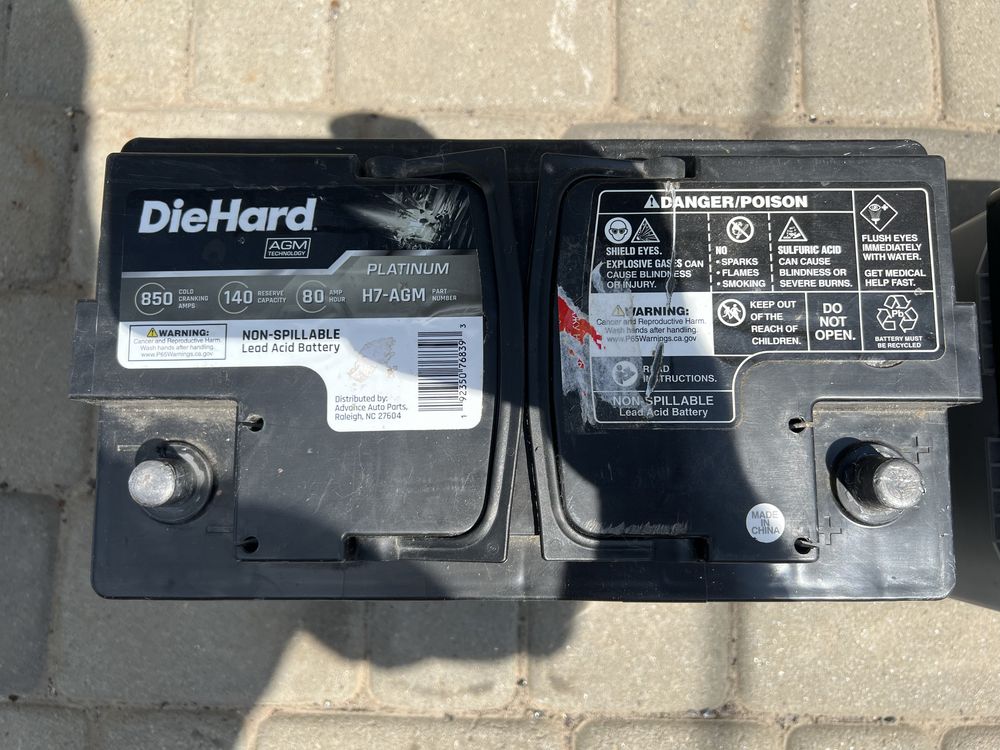 DieHard
AGM
TECHNOLOGY
PLATINUM
850 COLD CRANKING AMPS
140 RESERVE CAPACITY
80 AMP HOUR
H7-AGM PART NUMBER
WARNING:
Cancer and Reproductive Harm.
Wash hands after handling.
www.P65Warnings.ca.gov
NON-SPILLABLE
Lead Acid Battery
Distributed by:
Advance Auto Parts,
Raleigh, NC 27604
1 92350 76839 3
DANGER/POISON
SHIELD EYES.
EXPLOSIVE GASES CAN
CAUSE BLINDNESS
OR INJURY.
NO
• SPARKS
• FLAMES
• SMOKING
SULFURIC ACID
CAN CAUSE
BLINDNESS OR
SEVERE BURNS.
FLUSH EYES
IMMEDIATELY
WITH WATER.
GET MEDICAL
HELP FAST.
WARNING:
Cancer and Reproductive Harm.
Wash hands after handling.
www.P65Warnings.ca.gov
KEEP OUT
OF THE
REACH OF
CHILDREN.
DO
NOT
OPEN.
Pb
BATTERY MUST
BE RECYCLED
READ
INSTRUCTIONS.
NON-SPILLABLE
Lead Acid Battery
MADE
IN
CHINA